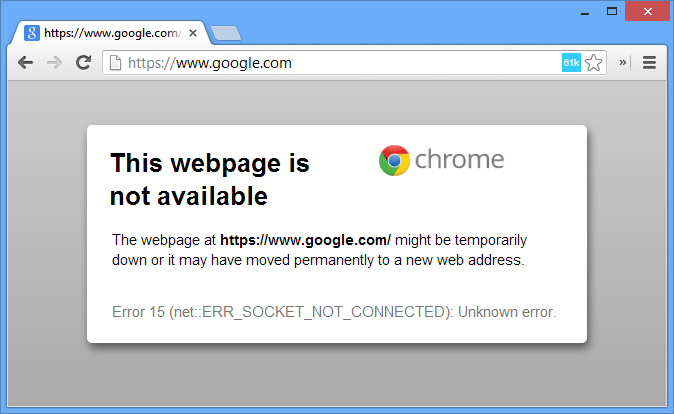 https://www.google.com/
https://www.google.com
61k
»
This webpage is
not available
chrome
The webpage at https://www.google.com/ might be temporarily
down or it may have moved permanently to a new web address.
Error 15 (net::ERR_SOCKET_NOT_CONNECTED): Unknown error.